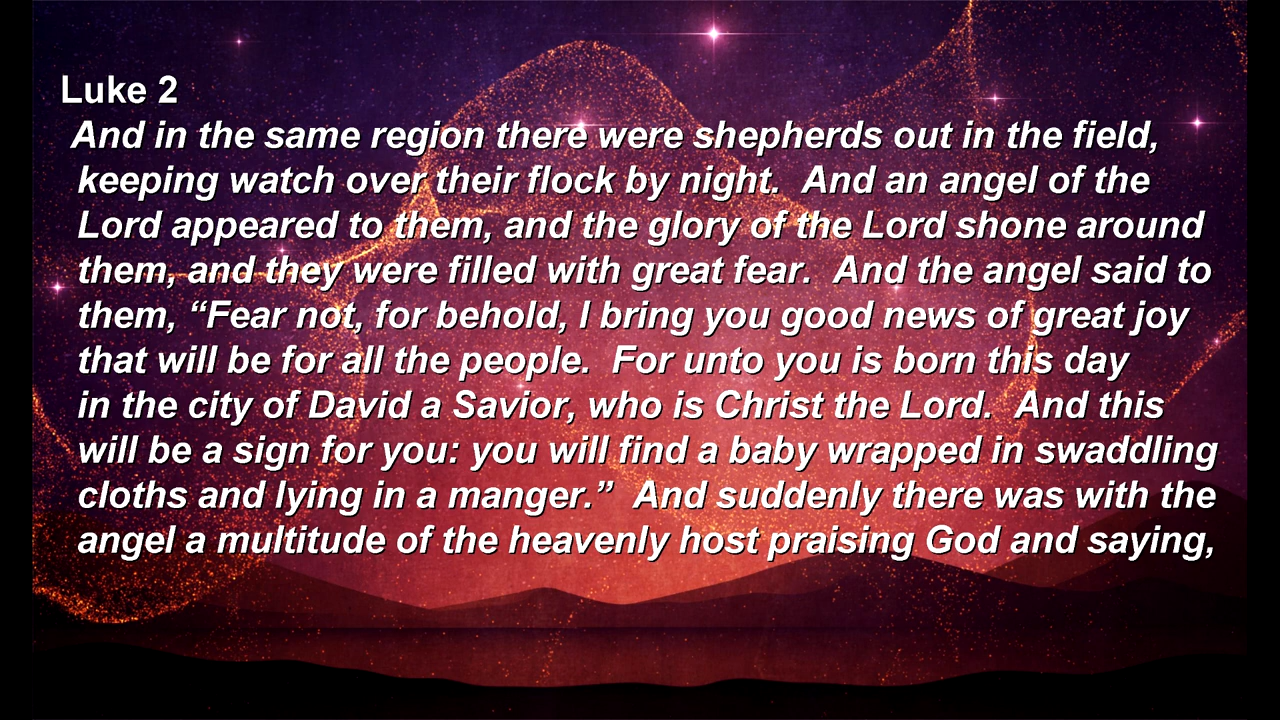 Luke 2
And in the same region there were shepherds out in the field,
keeping watch over their flock by night.  And an angel of the
Lord appeared to them, and the glory of the Lord shone around
them, and they were filled with great fear.  And the angel said to
them, “Fear not, for behold, I bring you good news of great joy
that will be for all the people.  For unto you is born this day
in the city of David a Savior, who is Christ the Lord.  And this
will be a sign for you: you will find a baby wrapped in swaddling
cloths and lying in a manger.”  And suddenly there was with the
angel a multitude of the heavenly host praising God and saying,